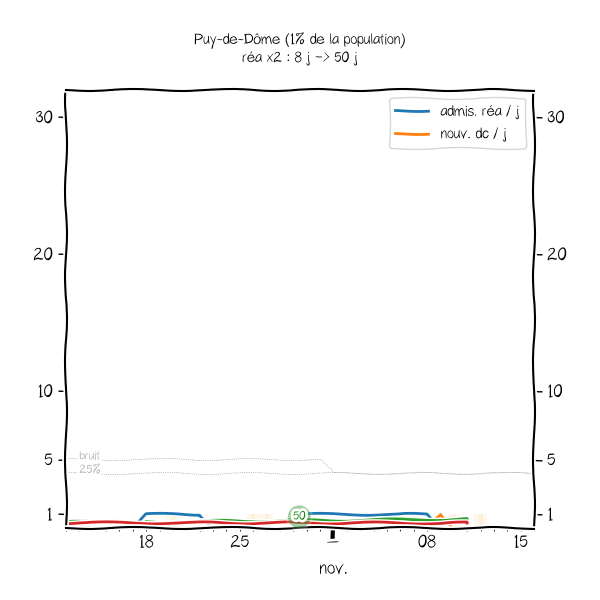 Puy-de-Dôme (1% de la population)
réa x2 : 8 j -> 50 j
admis. réa / j
nouv. dc / j
30
30
20
20
10
10
5
5
bruit
25%
1
1
50
18
25
1
08
15
nov.